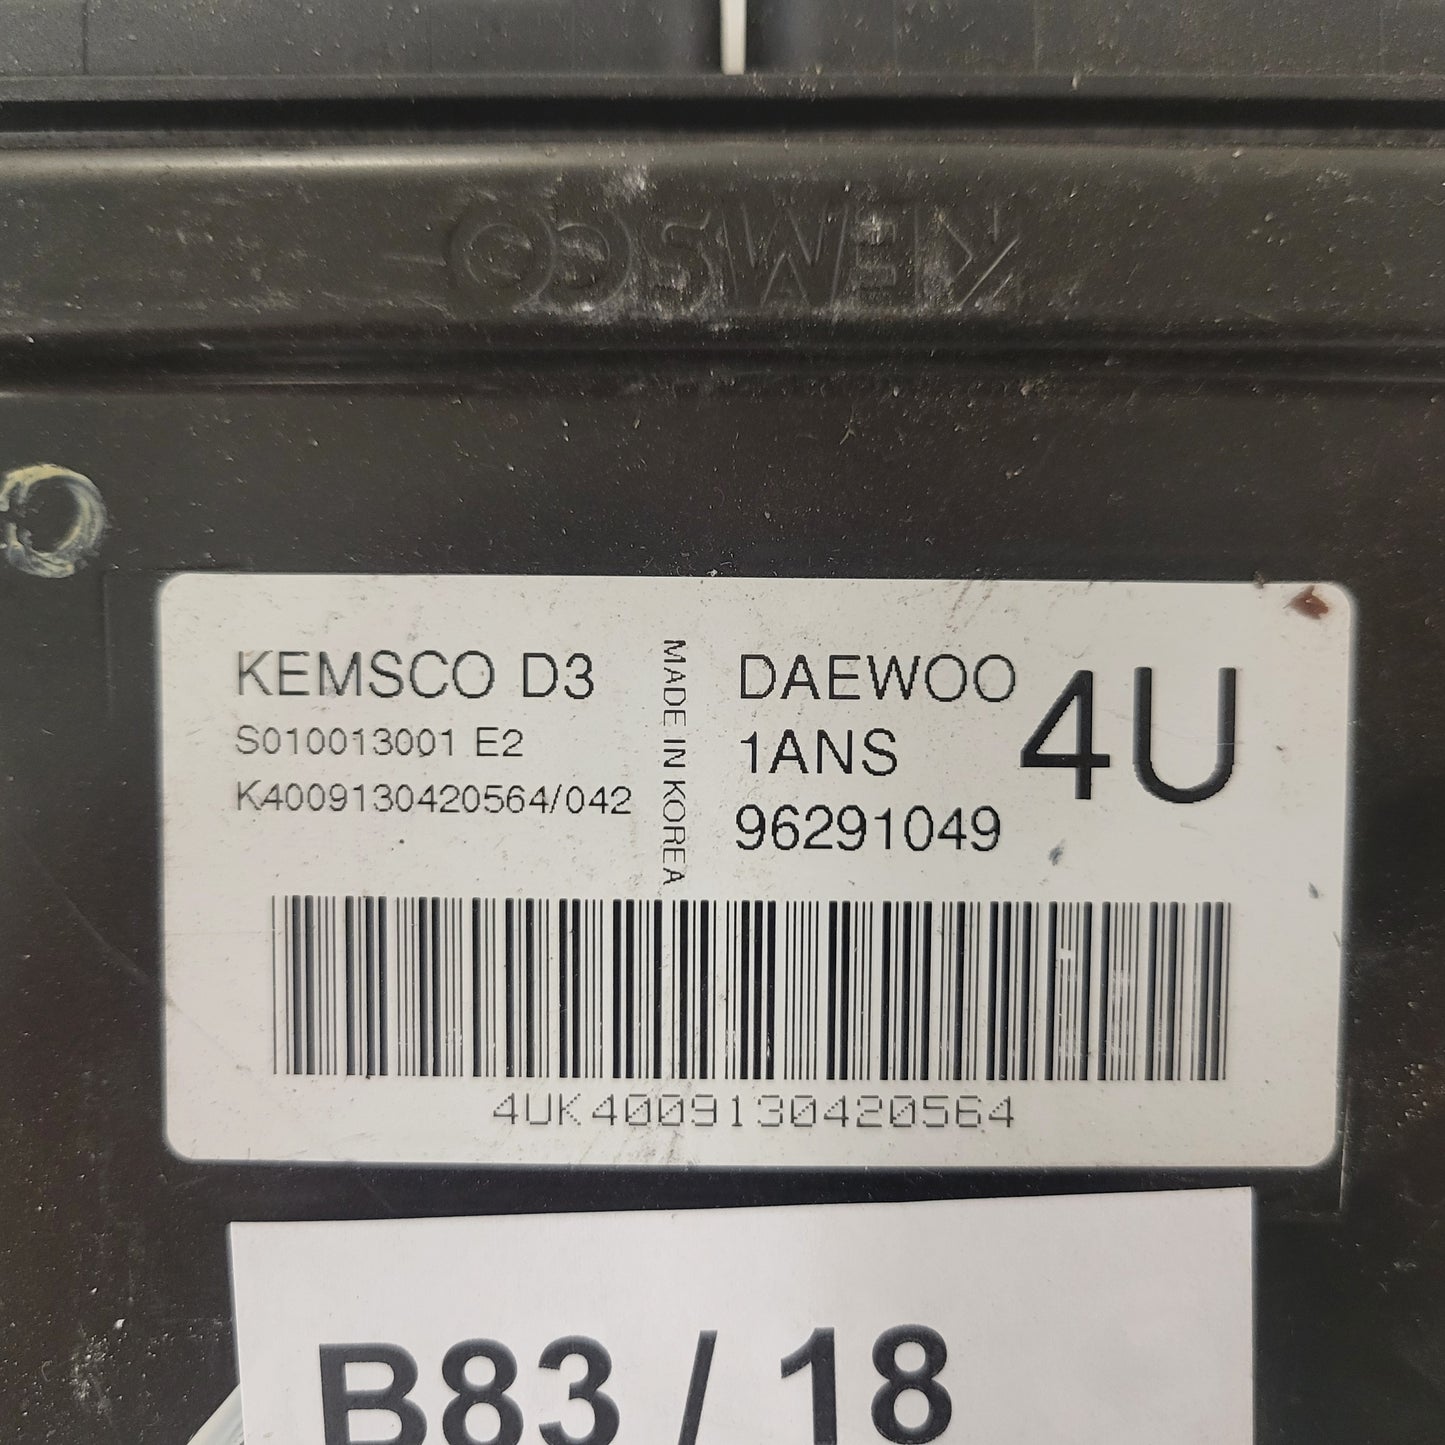 KEMSCO
KEMSCO D3
S010013001 E2
K4009130420564/042
MADE IN KOREA
DAEWOO
1ANS
96291049
4U
4UK4009130420564
B83 / 18